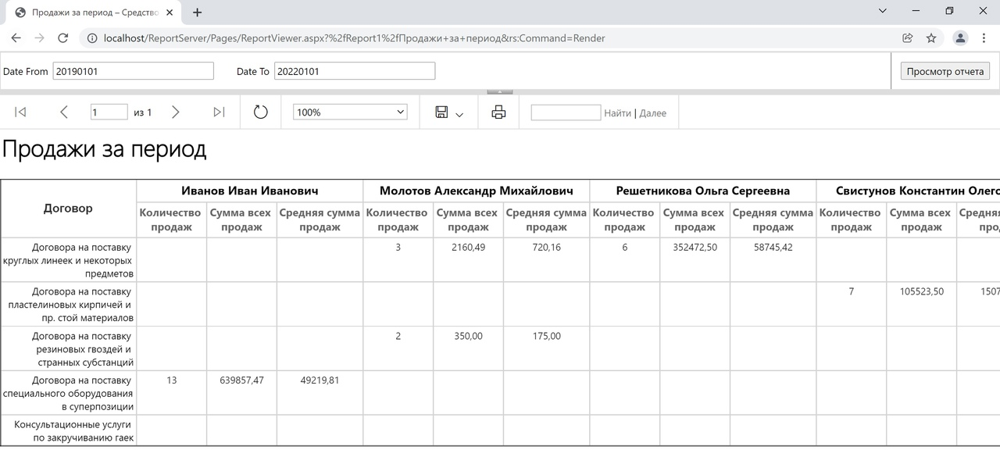 Продажи за период – Средство
localhost/ReportServer/Pages/ReportViewer.aspx?%2fReport1%2fПродажи+за+период&rs:Command=Render
Date From 20190101 Date To 20220101 Просмотр отчета
1 из 1 100% Найти | Далее
Продажи за период
Договор Иванов Иван Иванович Молотов Александр Михайлович Решетникова Ольга Сергеевна Свистунов Константин Олего
Количество Сумма всех Средняя сумма Количество Сумма всех Средняя сумма Количество Сумма всех Средняя сумма Количество Сумма всех Средняя
продаж продаж продаж продаж продаж продаж продаж продаж продаж продаж продаж про
Договора на поставку 3 2160,49 720,16 6 352472,50 58745,42
круглых линеек и некоторых
предметов
Договора на поставку 7 105523,50 1507
пластелиновых кирпичей и
пр. стой материалов
Договора на поставку 2 350,00 175,00
резиновых гвоздей и
странных субстанций
Договора на поставку 13 639857,47 49219,81
специального оборудования
в суперпозиции
Консультационные услуги
по закручиванию гаек